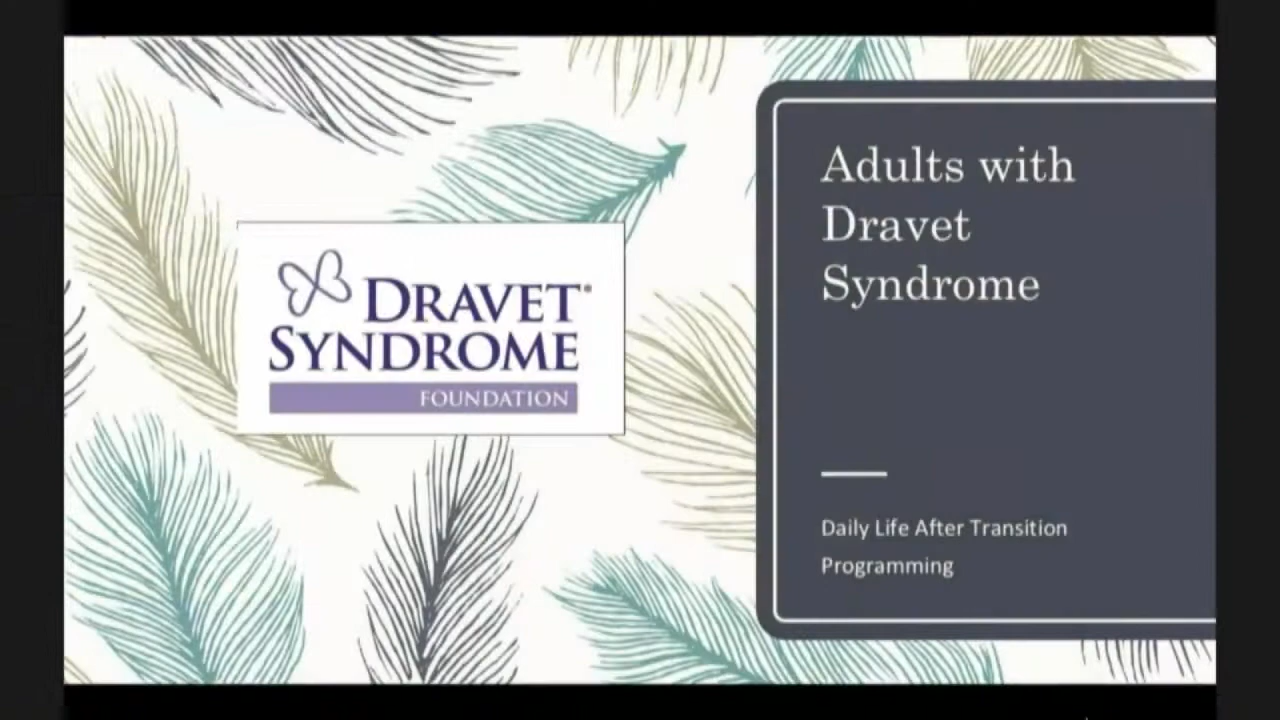 DRAVET®
SYNDROME
FOUNDATION
Adults with
Dravet
Syndrome
Daily Life After Transition
Programming